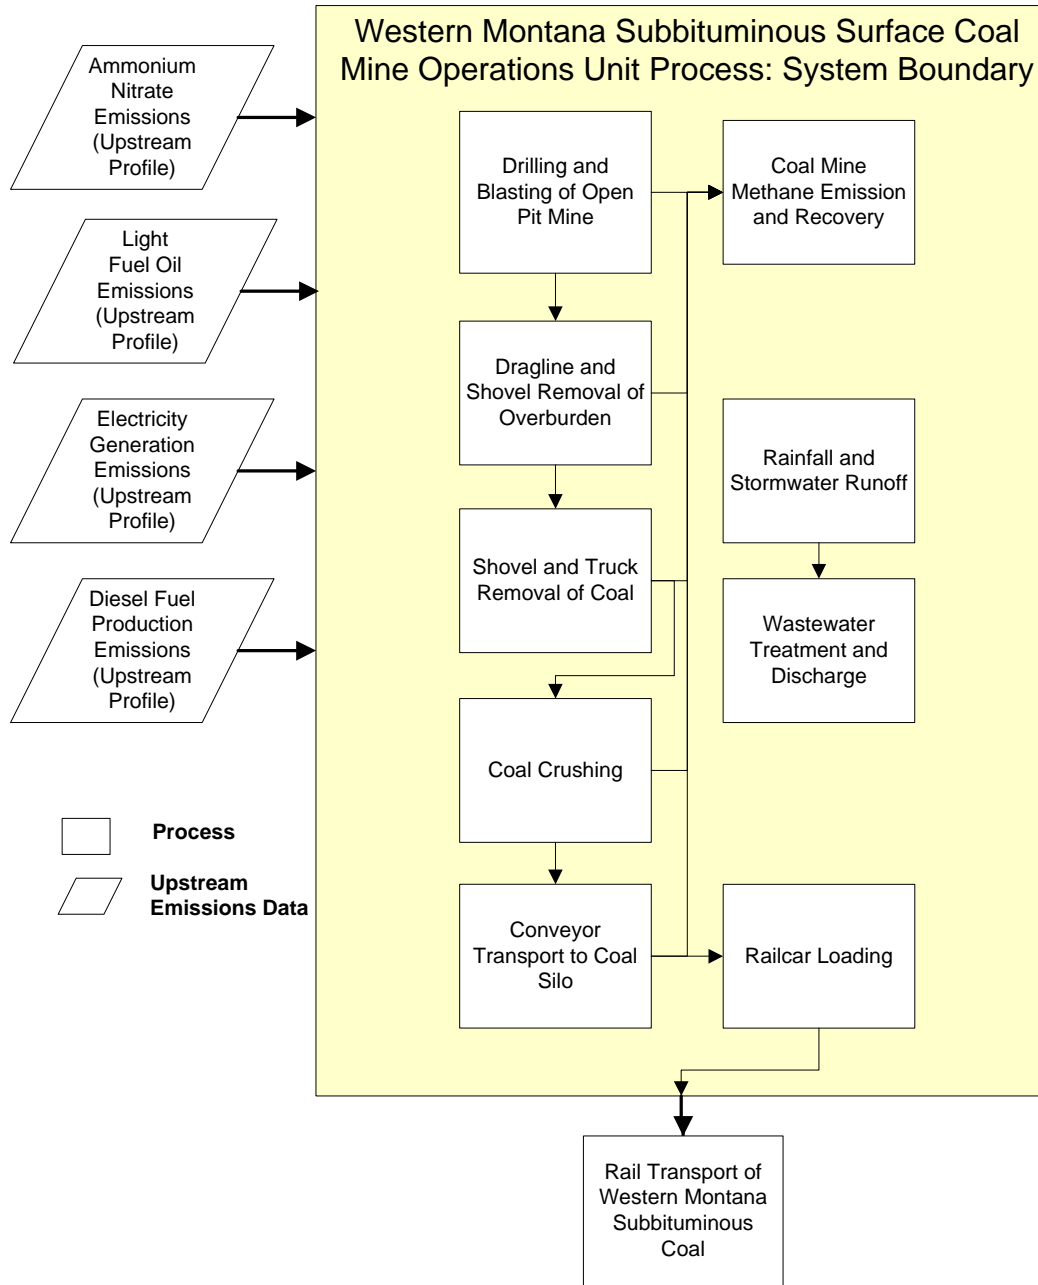 Western Montana Subbituminous Surface Coal
Mine Operations Unit Process: System Boundary
Ammonium
Nitrate
Emissions
(Upstream
Profile)
Light
Fuel Oil
Emissions
(Upstream
Profile)
Electricity
Generation
Emissions
(Upstream
Profile)
Diesel Fuel
Production
Emissions
(Upstream
Profile)
Process
Upstream
Emissions Data
Drilling and
Blasting of Open
Pit Mine
Coal Mine
Methane Emission
and Recovery
Dragline and
Shovel Removal of
Overburden
Rainfall and
Stormwater Runoff
Shovel and Truck
Removal of Coal
Wastewater
Treatment and
Discharge
Coal Crushing
Conveyor
Transport to Coal
Silo
Railcar Loading
Rail Transport of
Western Montana
Subbituminous
Coal